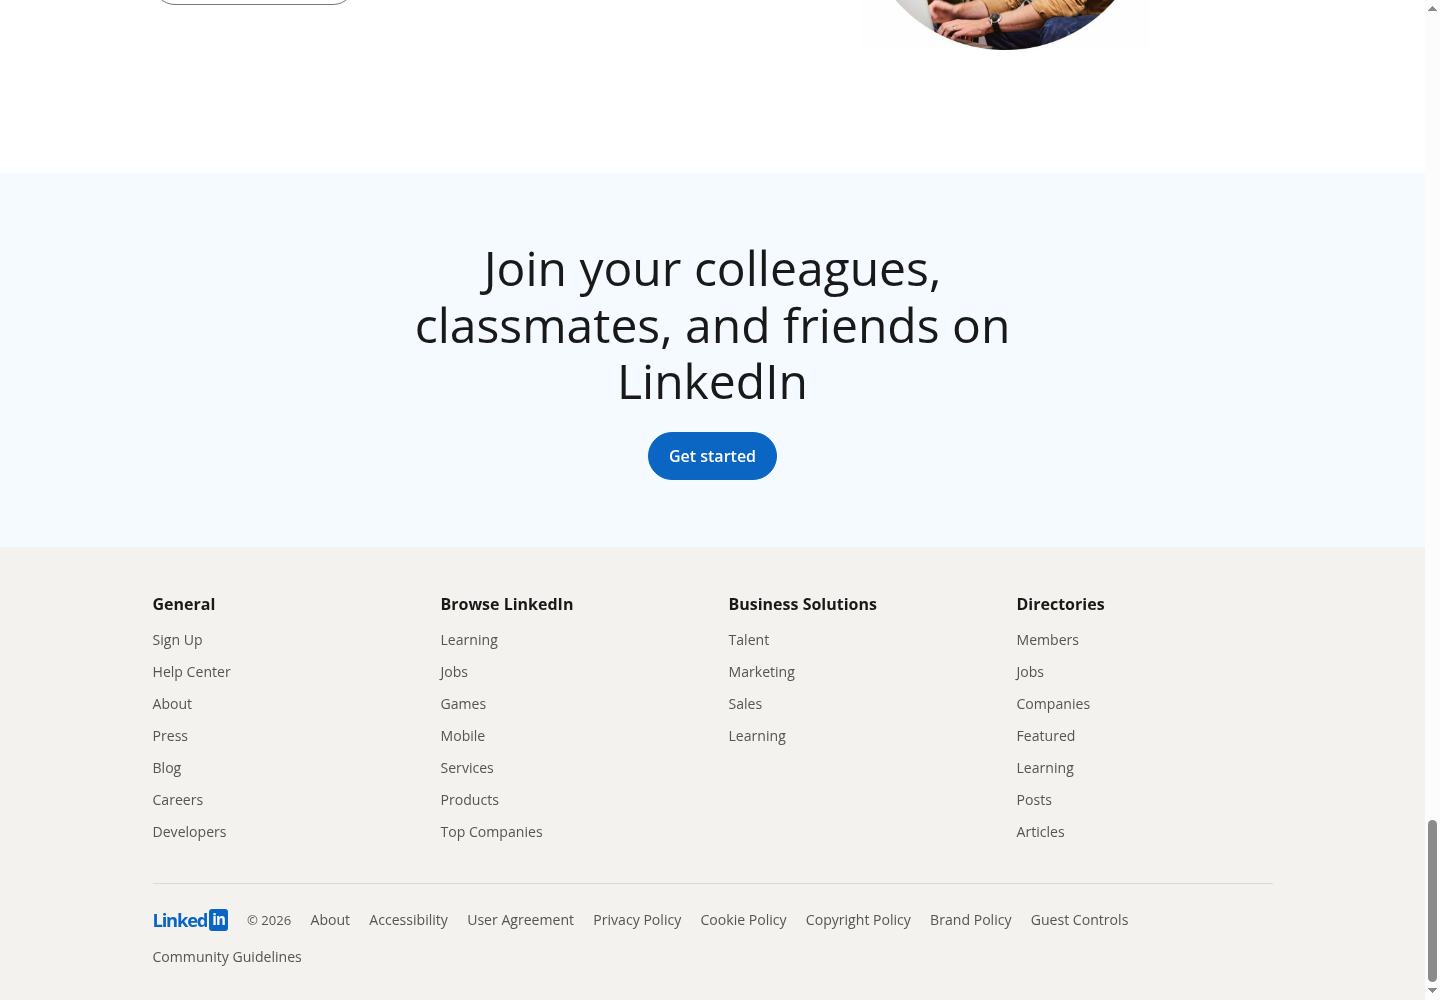 Join your colleagues,
classmates, and friends on
LinkedIn
Get started
General
Sign Up
Help Center
About
Press
Blog
Careers
Developers
Browse LinkedIn
Learning
Jobs
Games
Mobile
Services
Products
Top Companies
Business Solutions
Talent
Marketing
Sales
Learning
Directories
Members
Jobs
Companies
Featured
Learning
Posts
Articles
LinkedIn © 2026 About Accessibility User Agreement Privacy Policy Cookie Policy Copyright Policy Brand Policy Guest Controls
Community Guidelines